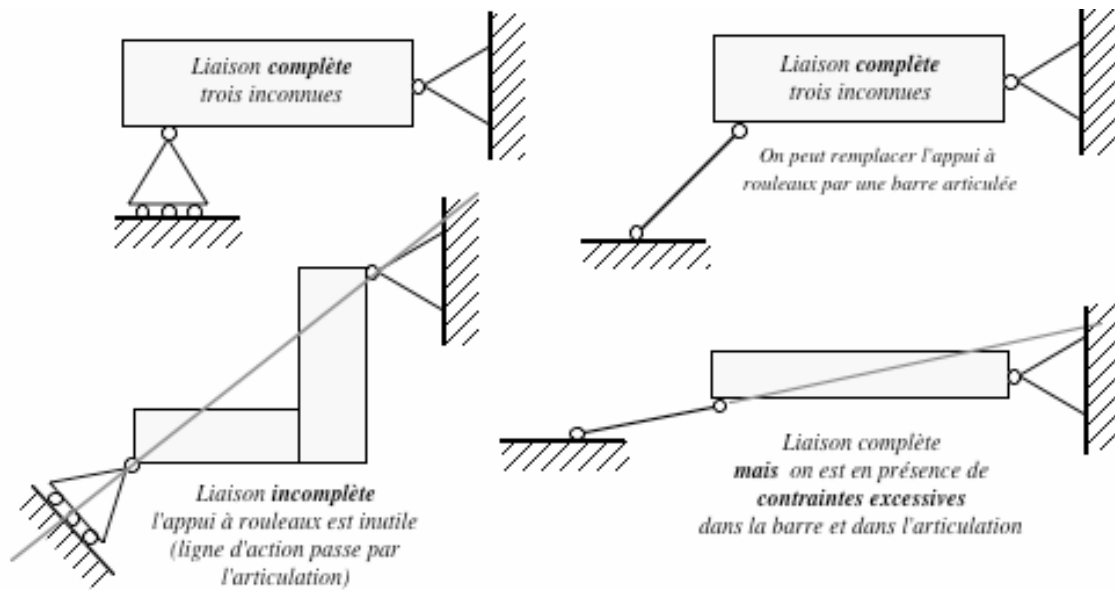 Liaison complète
trois inconnues
Liaison complète
trois inconnues
On peut remplacer l'appui à
rouleaux par une barre articulée
Liaison incomplète
l'appui à rouleaux est inutile
(ligne d'action passe par
l'articulation)
Liaison complète
mais on est en présence de
contraintes excessives
dans la barre et dans l'articulation